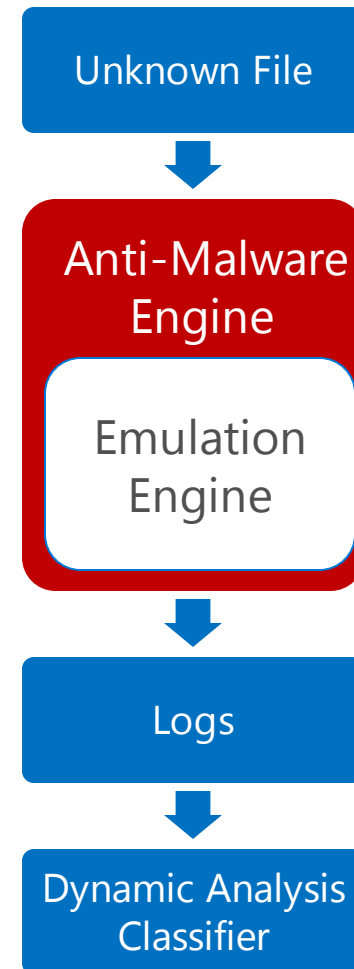 Unknown File
Anti-Malware
Engine
Emulation
Engine
Logs
Dynamic Analysis
Classifier